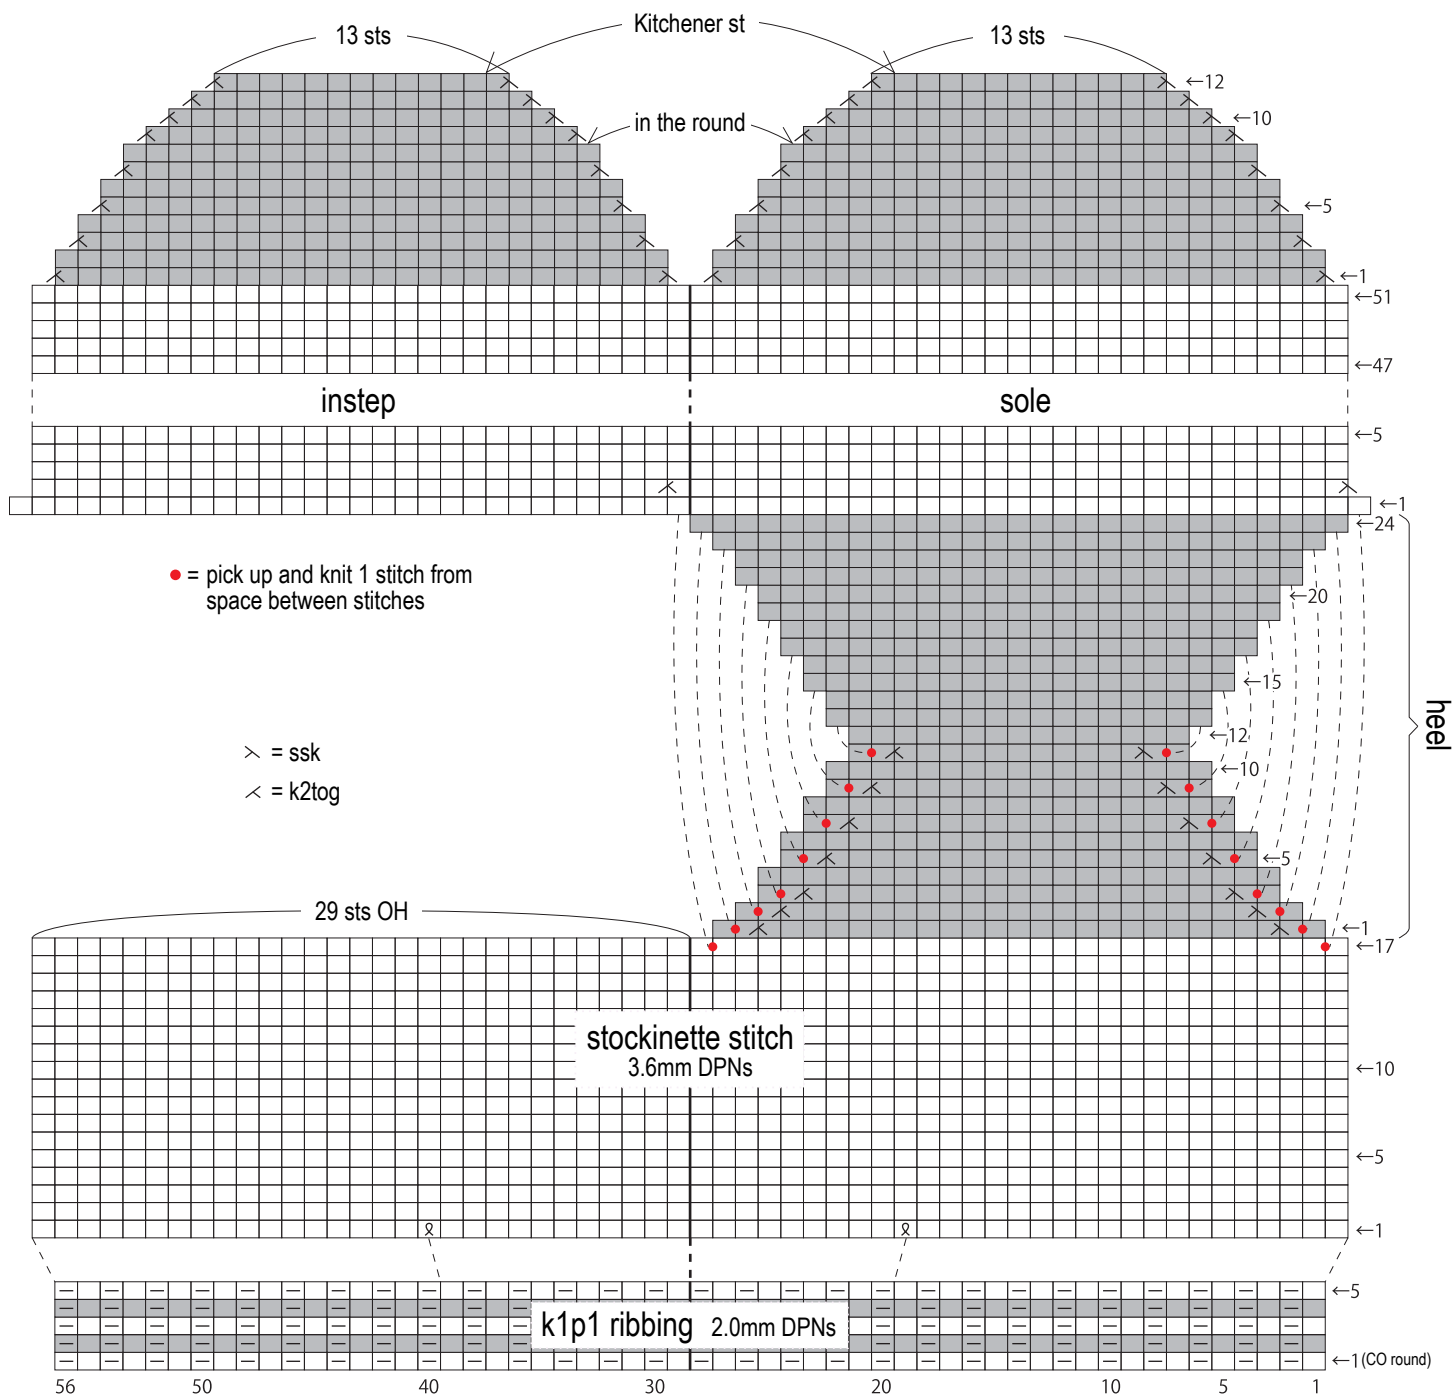 Kitchener st
13 sts
13 sts
←12
in the round
←10
←5
←1
←51
←47
instep
sole
←5
←1
←24
= pick up and knit 1 stitch from
space between stitches
←20
←15
heel
←12
= ssk
←10
= k2tog
←5
29 sts OH
←1
←17
stockinette stitch
3.6mm DPNs
←10
←5
←1
←5
k1p1 ribbing 2.0mm DPNs
←1 (CO round)
56 50 40 30 20 10 5 1